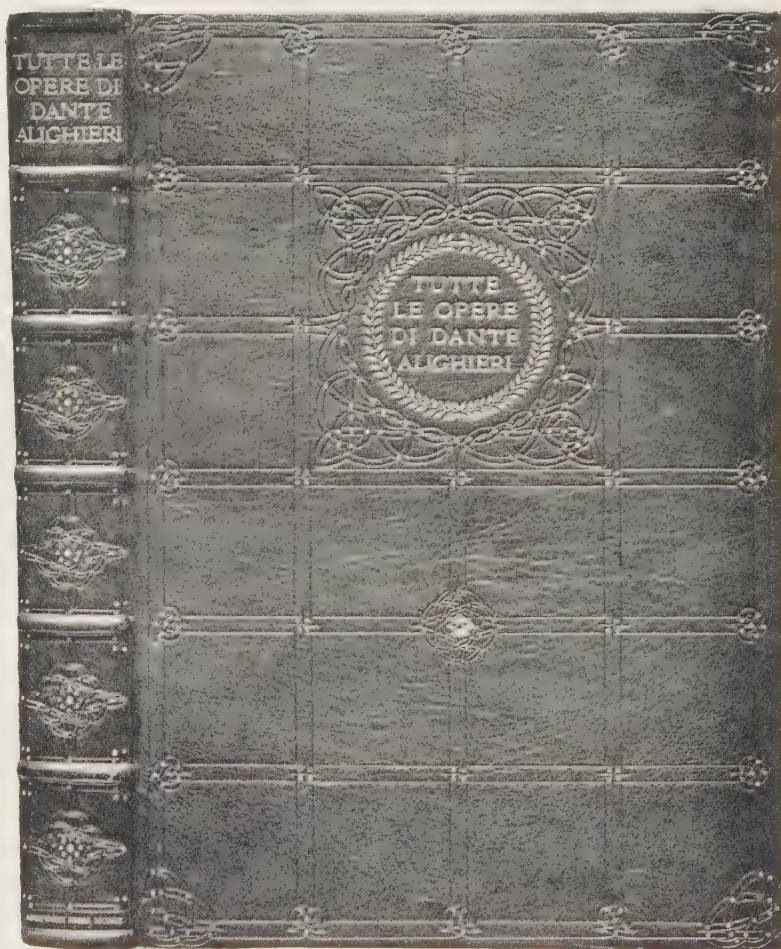 TUTTE LE
OPERE DI
DANTE
ALIGHIERI
TUTTE
LE OPERE
DI DANTE
ALIGHIERI